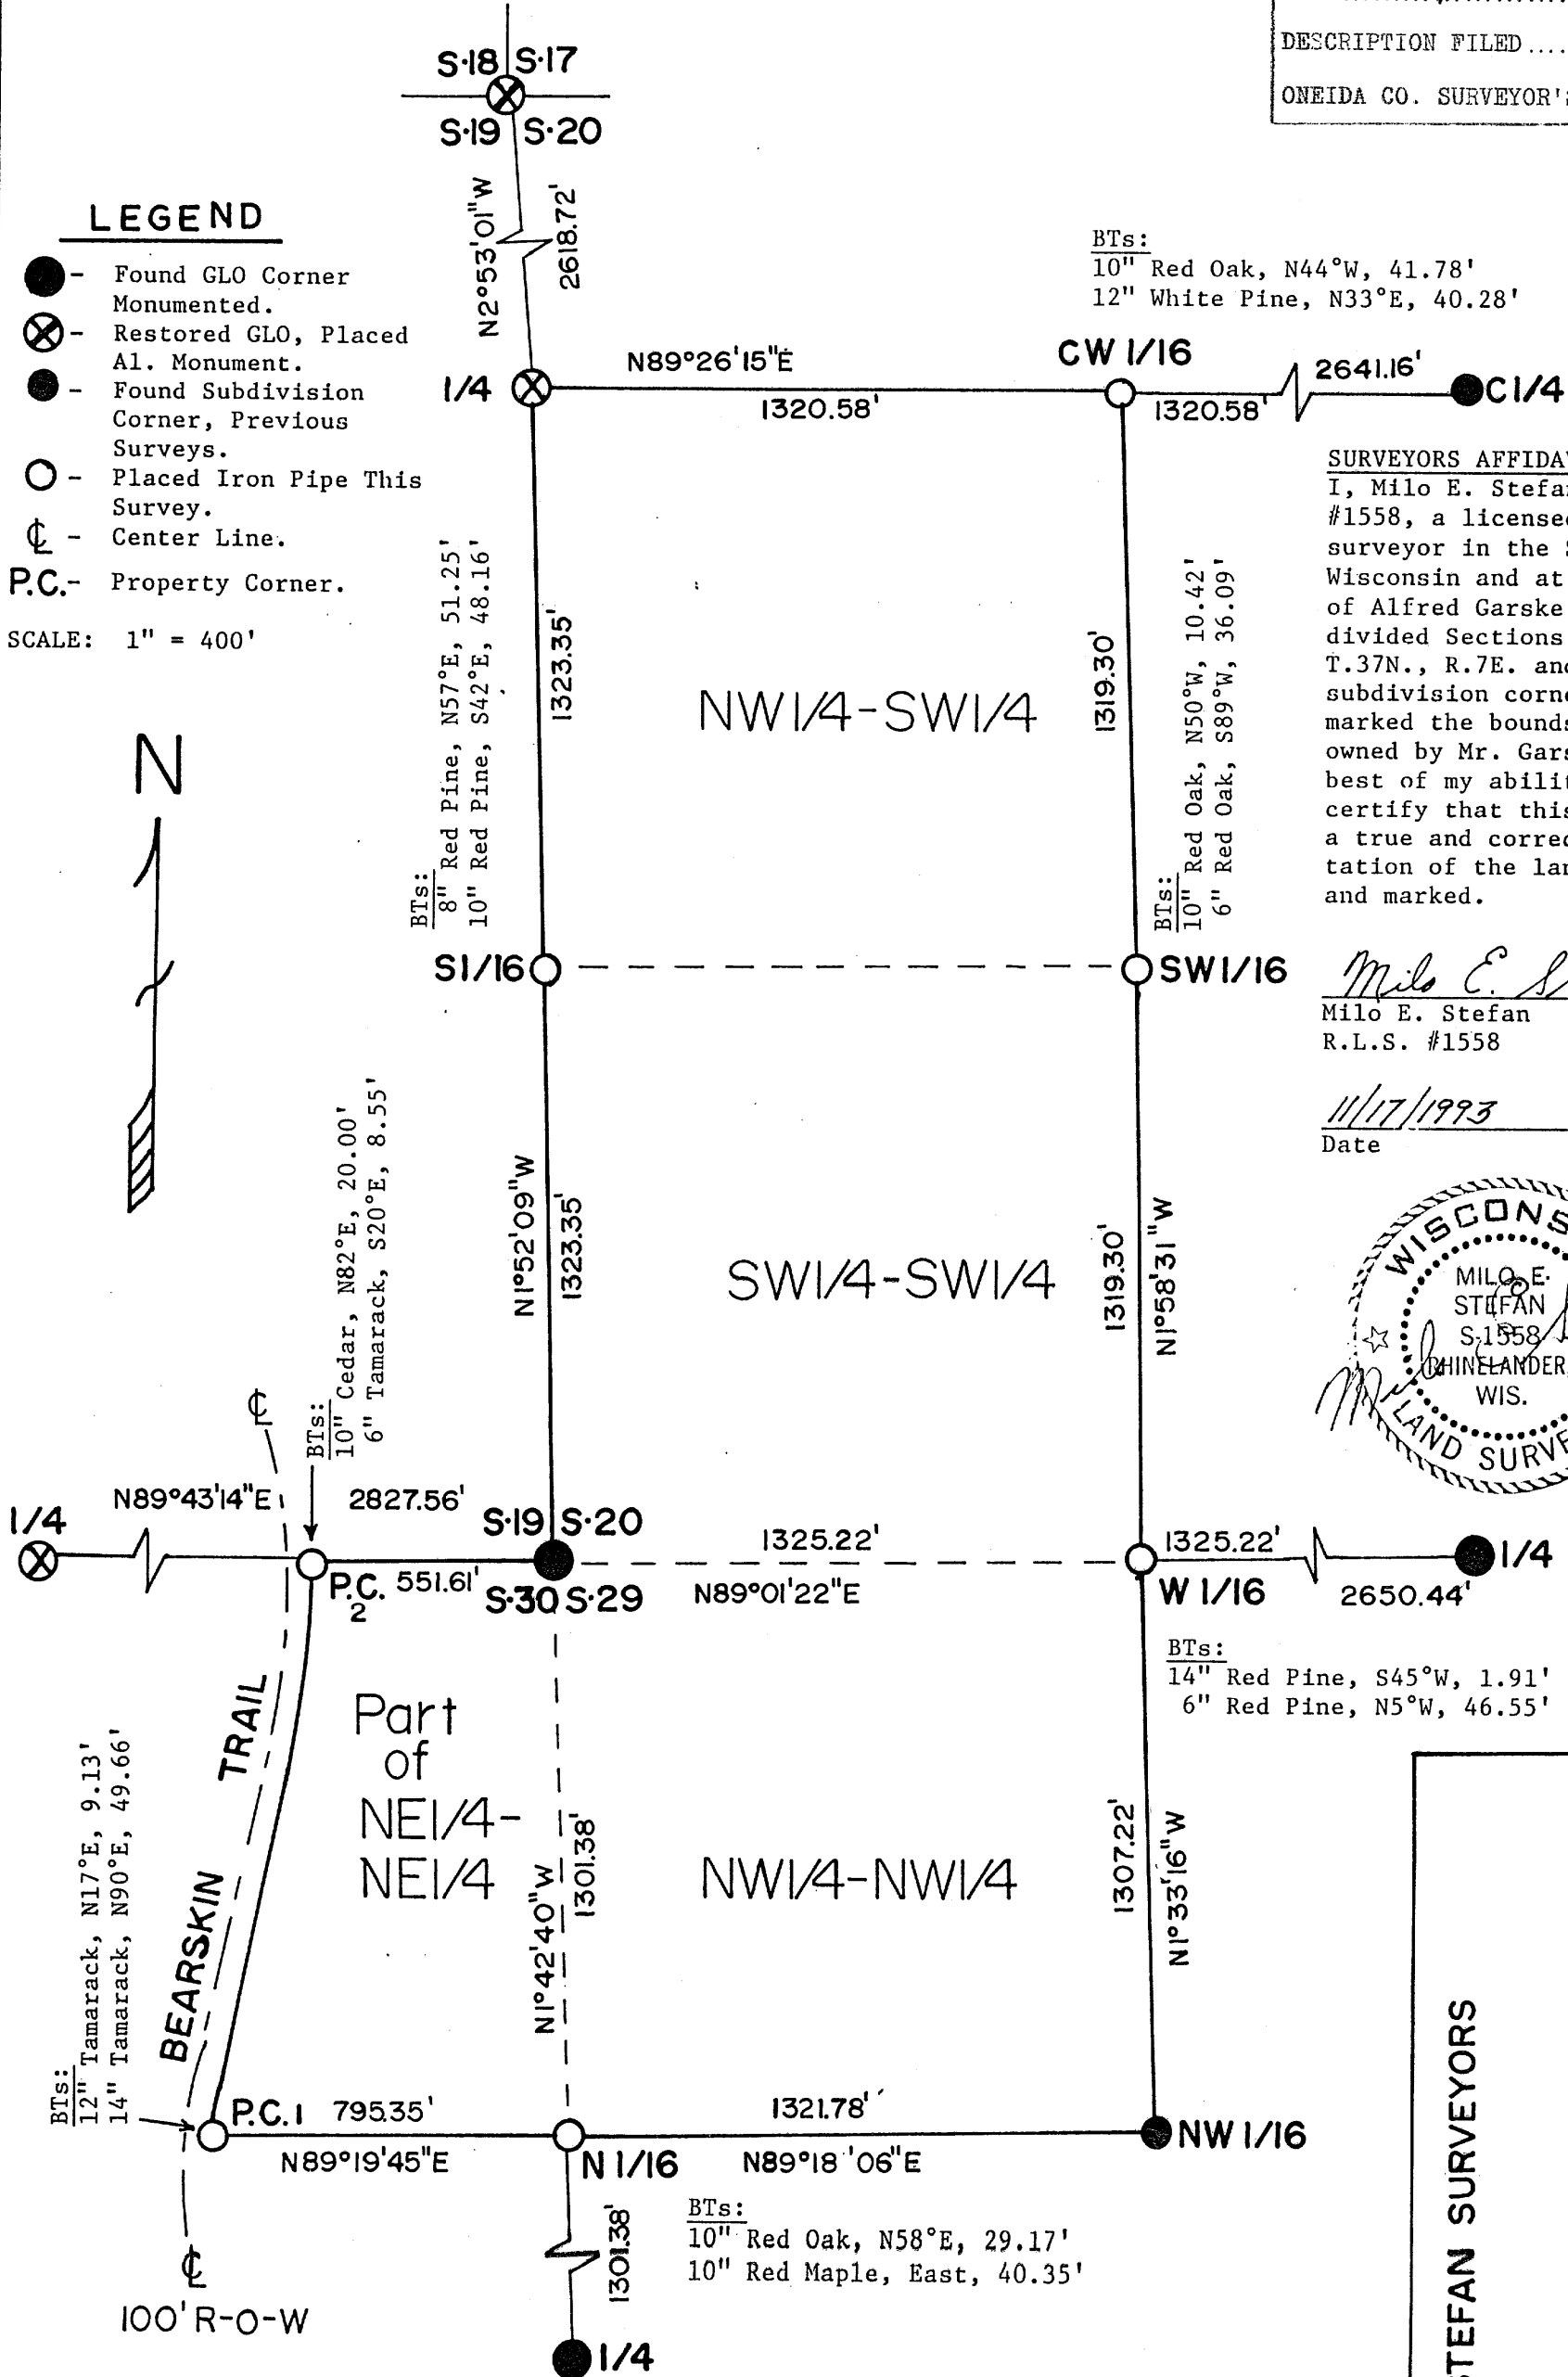 DESCRIPTION FILED....
ONEIDA CO. SURVEYOR'S
S·18 S·17
S·19 S·20
N2°53'01"W
2618.72'
LEGEND
- Found GLO Corner
Monumented.
- Restored GLO, Placed
Al. Monument.
- Found Subdivision
Corner, Previous
Surveys.
- Placed Iron Pipe This
Survey.
℄ - Center Line.
P.C.- Property Corner.
SCALE: 1" = 400'
N
BTs:
10" Red Oak, N44°W, 41.78'
12" White Pine, N33°E, 40.28'
1/4
N89°26'15"E
1320.58'
CW 1/16
1320.58'
2641.16'
C1/4
SURVEYORS AFFIDA
I, Milo E. Stefa
#1558, a license
surveyor in the
Wisconsin and at
of Alfred Garske
divided Sections
T.37N., R.7E. an
subdivision corn
marked the bounds
owned by Mr. Gars
best of my abilit
certify that this
a true and correc
tation of the lan
and marked.
Milo E. S
Milo E. Stefan
R.L.S. #1558
11/17/1993
Date
WISCONS
MILO E.
STEFAN
S-1558
RHINELANDER,
WIS.
LAND SURVE
BTs:
8" Red Pine, N57°E, 51.25'
10" Red Pine, S42°E, 48.16'
1323.35'
NW1/4-SW1/4
1319.30'
BTs:
10" Red Oak, N50°W, 10.42'
6" Red Oak, S89°W, 36.09'
S1/16
SW1/16
N1°52'09"W
1323.35'
SW1/4-SW1/4
1319.30'
N1°58'31"W
BTs:
10" Cedar, N82°E, 20.00'
6" Tamarack, S20°E, 8.55'
℄
1/4
N89°43'14"E
2827.56'
S·19 S·20
S·30 S·29
P.C.
2
551.61'
1325.22'
N89°01'22"E
W 1/16
1325.22'
2650.44'
1/4
BTs:
14" Red Pine, S45°W, 1.91'
6" Red Pine, N5°W, 46.55'
BEARSKIN TRAIL
Part
of
NE1/4-
NE1/4
N1°42'40"W
1301.38'
NW1/4-NW1/4
1307.22'
N1°33'16"W
BTs:
12" Tamarack, N17°E, 9.13'
14" Tamarack, N90°E, 49.66'
P.C.1
795.35'
N89°19'45"E
N 1/16
1321.78'
N89°18'06"E
NW 1/16
BTs:
10" Red Oak, N58°E, 29.17'
10" Red Maple, East, 40.35'
1301.38'
1/4
℄
100' R-O-W
STEFAN SURVEYORS